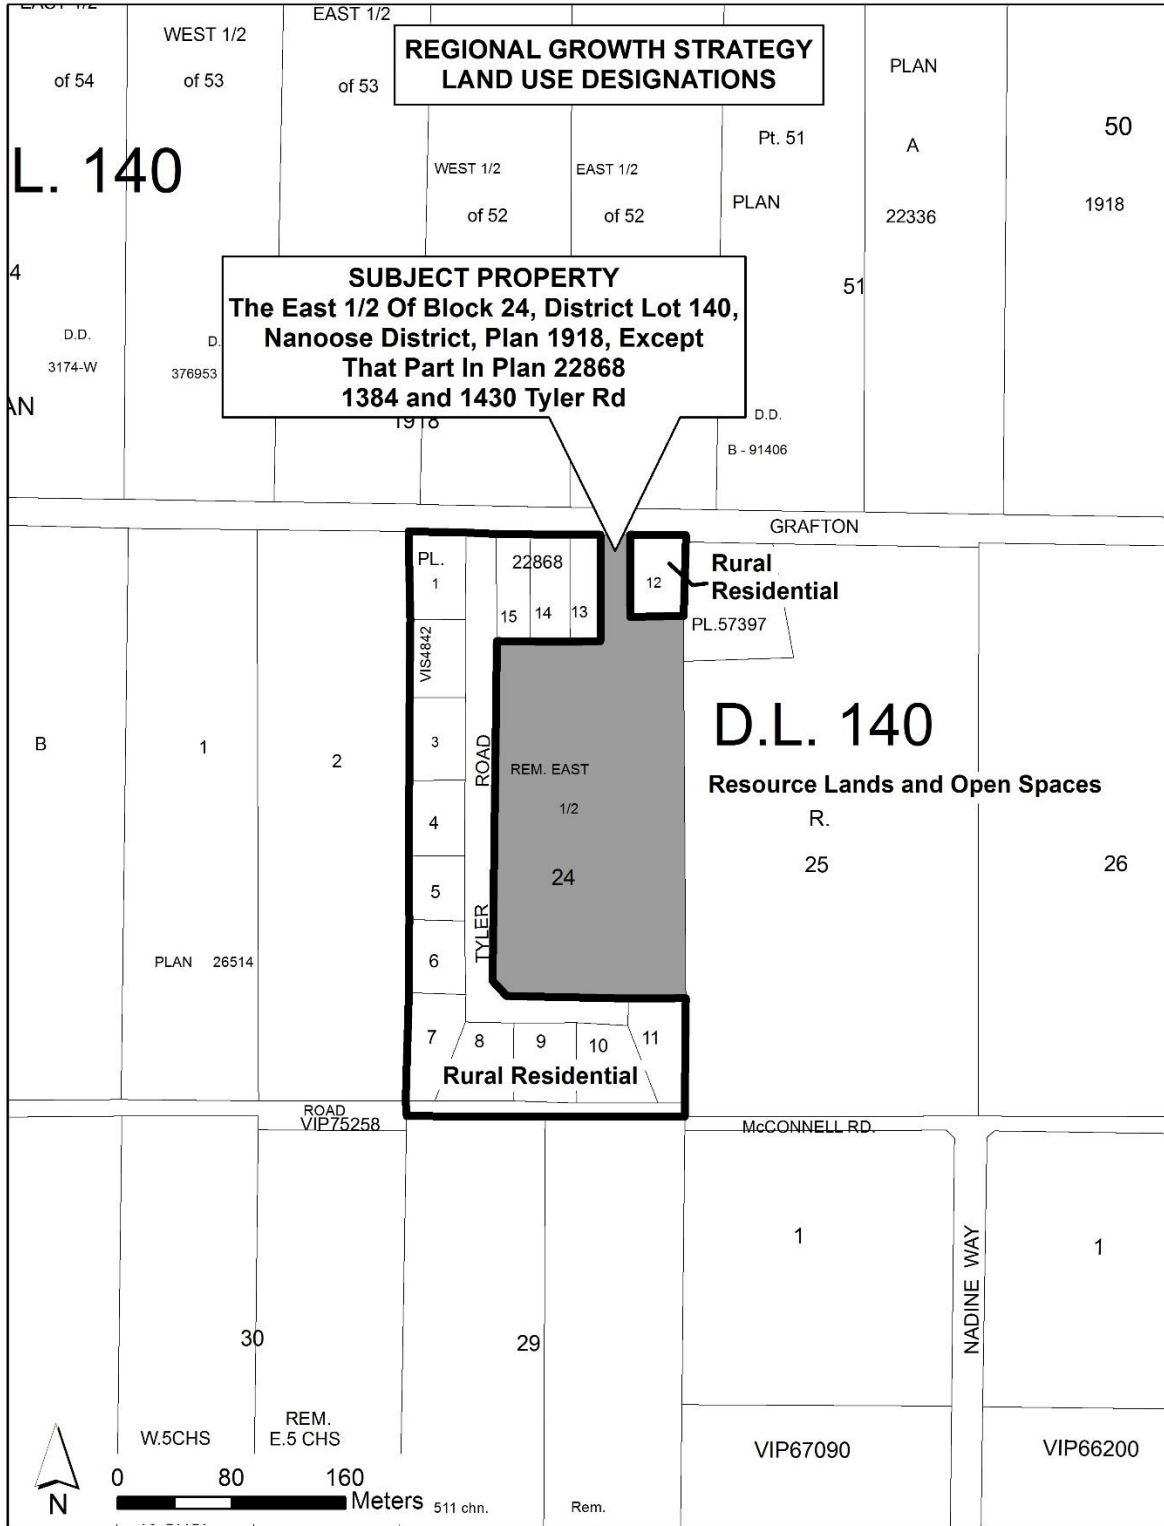 EAST 1/2
WEST 1/2
of 54
of 53
EAST 1/2
of 53
REGIONAL GROWTH STRATEGY
LAND USE DESIGNATIONS
PLAN
A
22336
Pt. 51
PLAN
51
50
1918
L. 140
WEST 1/2
of 52
EAST 1/2
of 52
4
D.D.
3174-W
D.
376953
AN
1918
SUBJECT PROPERTY
The East 1/2 Of Block 24, District Lot 140,
Nanoose District, Plan 1918, Except
That Part In Plan 22868
1384 and 1430 Tyler Rd
D.D.
B - 91406
GRAFTON
PL.
1
22868
15
14
13
12
Rural
Residential
PL.57397
VIS4842
3
4
5
6
7
8
9
10
11
ROAD
TYLER
REM. EAST
1/2
24
B
1
2
PLAN 26514
D.L. 140
Resource Lands and Open Spaces
R.
25
26
Rural Residential
ROAD
VIP75258
McCONNELL RD.
NADINE WAY
1
1
30
29
W.5CHS
REM.
E.5 CHS
VIP67090
VIP66200
N
0 80 160
Meters
511 chn.
Rem.